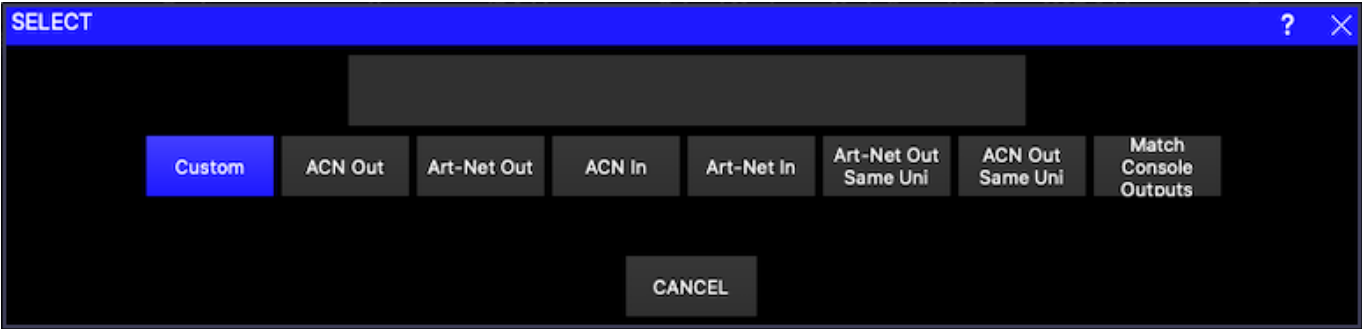 SELECT ?
Custom
ACN Out
Art-Net Out
ACN In
Art-Net In
Art-Net Out
Same Uni
ACN Out
Same Uni
Match
Console
Outputs
CANCEL